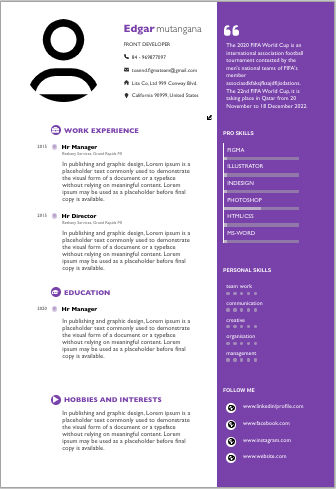 Edgar mutangana
FRONT DEVELOPER
84 - 969877097
teasmd.fgmsteam@gmail.com
Litz Co,Ltd 999 Conway Blvd.
California 90999, United States
WORK EXPERIENCE
2015 Hr Manager
Bethany Services, Grand Rapids MI
In publishing and graphic design, Lorem ipsum is a
placeholder text commonly used to demonstrate
the visual form of a document or a typeface
without relying on meaningful content. Lorem
ipsum may be used as a placeholder before final
copy is available.
2015 Hr Director
Bethany Services, Grand Rapids MI
In publishing and graphic design, Lorem ipsum is a
placeholder text commonly used to demonstrate
the visual form of a document or a typeface
without relying on meaningful content. Lorem
ipsum may be used as a placeholder before final
copy is available.
EDUCATION
2020 Hr Manager
In publishing and graphic design, Lorem ipsum is a
placeholder text commonly used to demonstrate
the visual form of a document or a typeface
without relying on meaningful content. Lorem
ipsum may be used as a placeholder before final
copy is available.
HOBBIES AND INTERESTS
In publishing and graphic design, Lorem ipsum is a
placeholder text commonly used to demonstrate
the visual form of a document or a typeface
without relying on meaningful content. Lorem
ipsum may be used as a placeholder before final
copy is available.
The 2020 FIFA World Cup is an
international association football
tournament contested by the
men's national teams of FIFA's
member
The 22nd FIFA World Cup, it is
taking place in Qatar from 20
November to 18 December 2022.
PRO SKILLS
FIGMA
ILLUSTRATOR
INDESIGN
PHOTOSHOP
HTML/CSS
MS-WORD
PERSONAL SKILLS
team work
communication
creative
organisation
management
FOLLOW ME
www.linkedin/profile.com
www.facebook.com
www.instagram.com
www.website.com